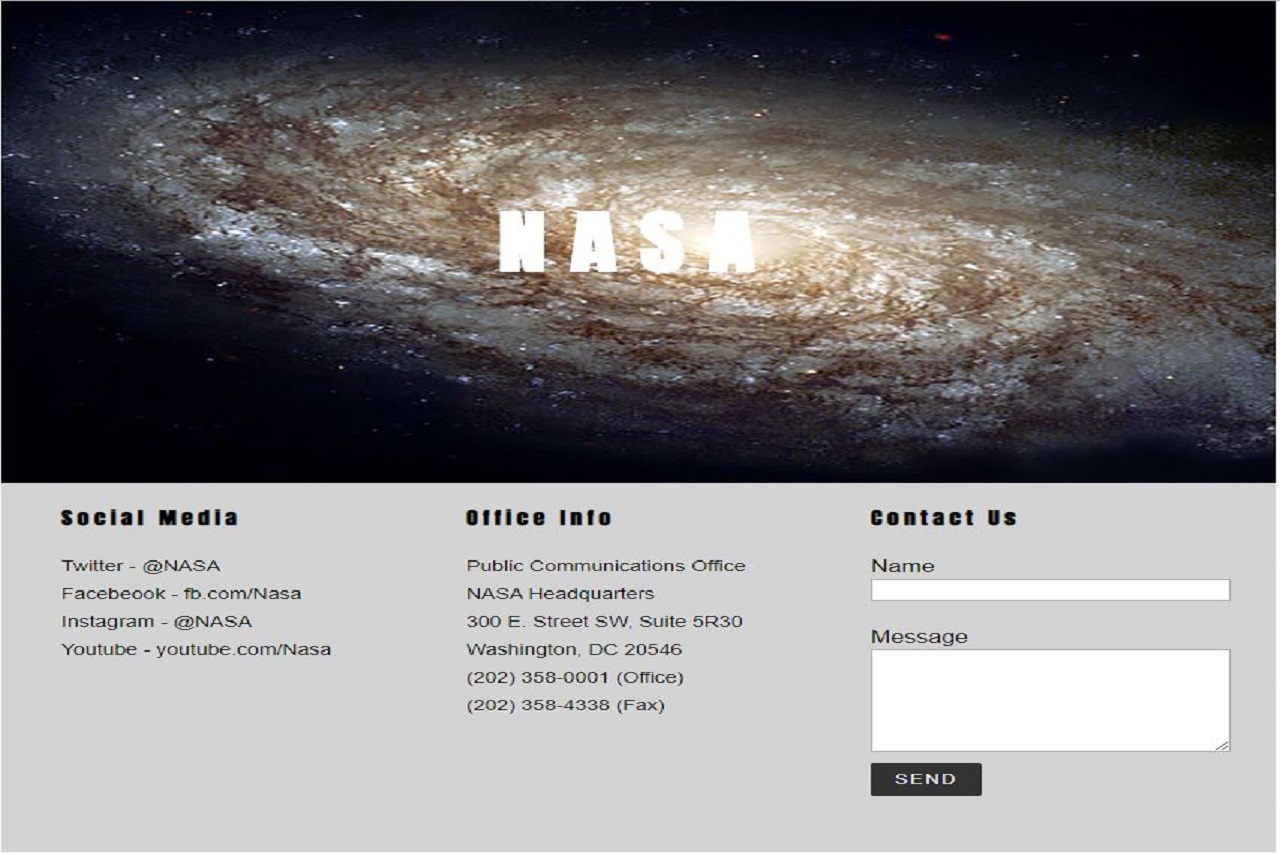 NASA
Social Media
Twitter - @NASA
Facebeook - fb.com/Nasa
Instagram - @NASA
Youtube - youtube.com/Nasa
Office Info
Public Communications Office
NASA Headquarters
300 E. Street SW, Suite 5R30
Washington, DC 20546
(202) 358-0001 (Office)
(202) 358-4338 (Fax)
Contact Us
Name
Message
SEND